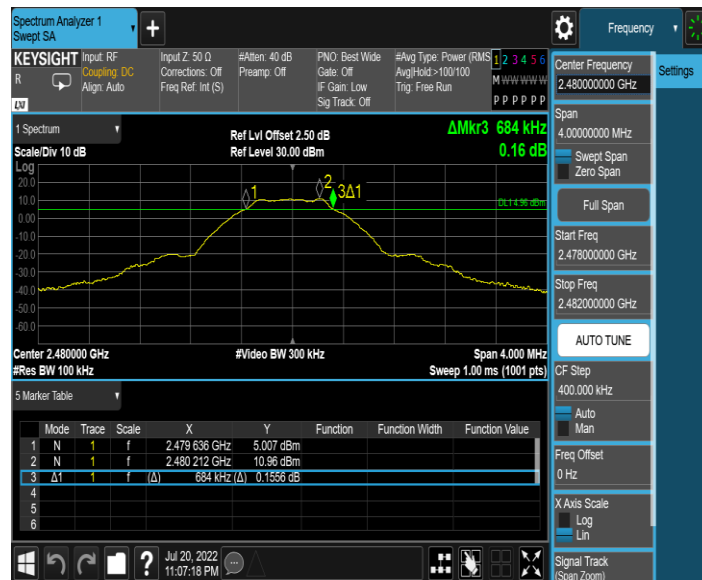 Spectrum Analyzer 1
Swept SA
Frequency
KEYSIGHT
R
LXI
Input: RF
Coupling: DC
Align: Auto
Input Z: 50 Ω
Corrections: Off
Freq Ref: Int (S)
#Atten: 40 dB
Preamp: Off
PNO: Best Wide
Gate: Off
IF Gain: Low
Sig Track: Off
#Avg Type: Power (RMS
Avg|Hold:>100/100
Trig: Free Run
1 2 3 4 5 6
M W W W W W
P P P P P P
1 Spectrum
Scale/Div 10 dB
Log
Ref Lvl Offset 2.50 dB
Ref Level 30.00 dBm
ΔMkr3 684 kHz
0.16 dB
20.0
10.0
0.00
-10.0
-20.0
-30.0
-40.0
-50.0
-60.0
1
2
3Δ1
DL1 4.96 dBm
Center 2.480000 GHz
#Res BW 100 kHz
#Video BW 300 kHz
Span 4.000 MHz
Sweep 1.00 ms (1001 pts)
5 Marker Table
Mode Trace Scale X Y Function Function Width Function Value
1 N 1 f 2.479 636 GHz 5.007 dBm
2 N 1 f 2.480 212 GHz 10.96 dBm
3 Δ1 1 f (Δ) 684 kHz (Δ) 0.1556 dB
4
5
6
Jul 20, 2022
11:07:18 PM
Center Frequency
2.480000000 GHz
Span
4.00000000 MHz
Swept Span
Zero Span
Full Span
Start Freq
2.478000000 GHz
Stop Freq
2.482000000 GHz
AUTO TUNE
CF Step
400.000 kHz
Auto
Man
Freq Offset
0 Hz
X Axis Scale
Log
Lin
Signal Track
(Span Zoom)
Settings